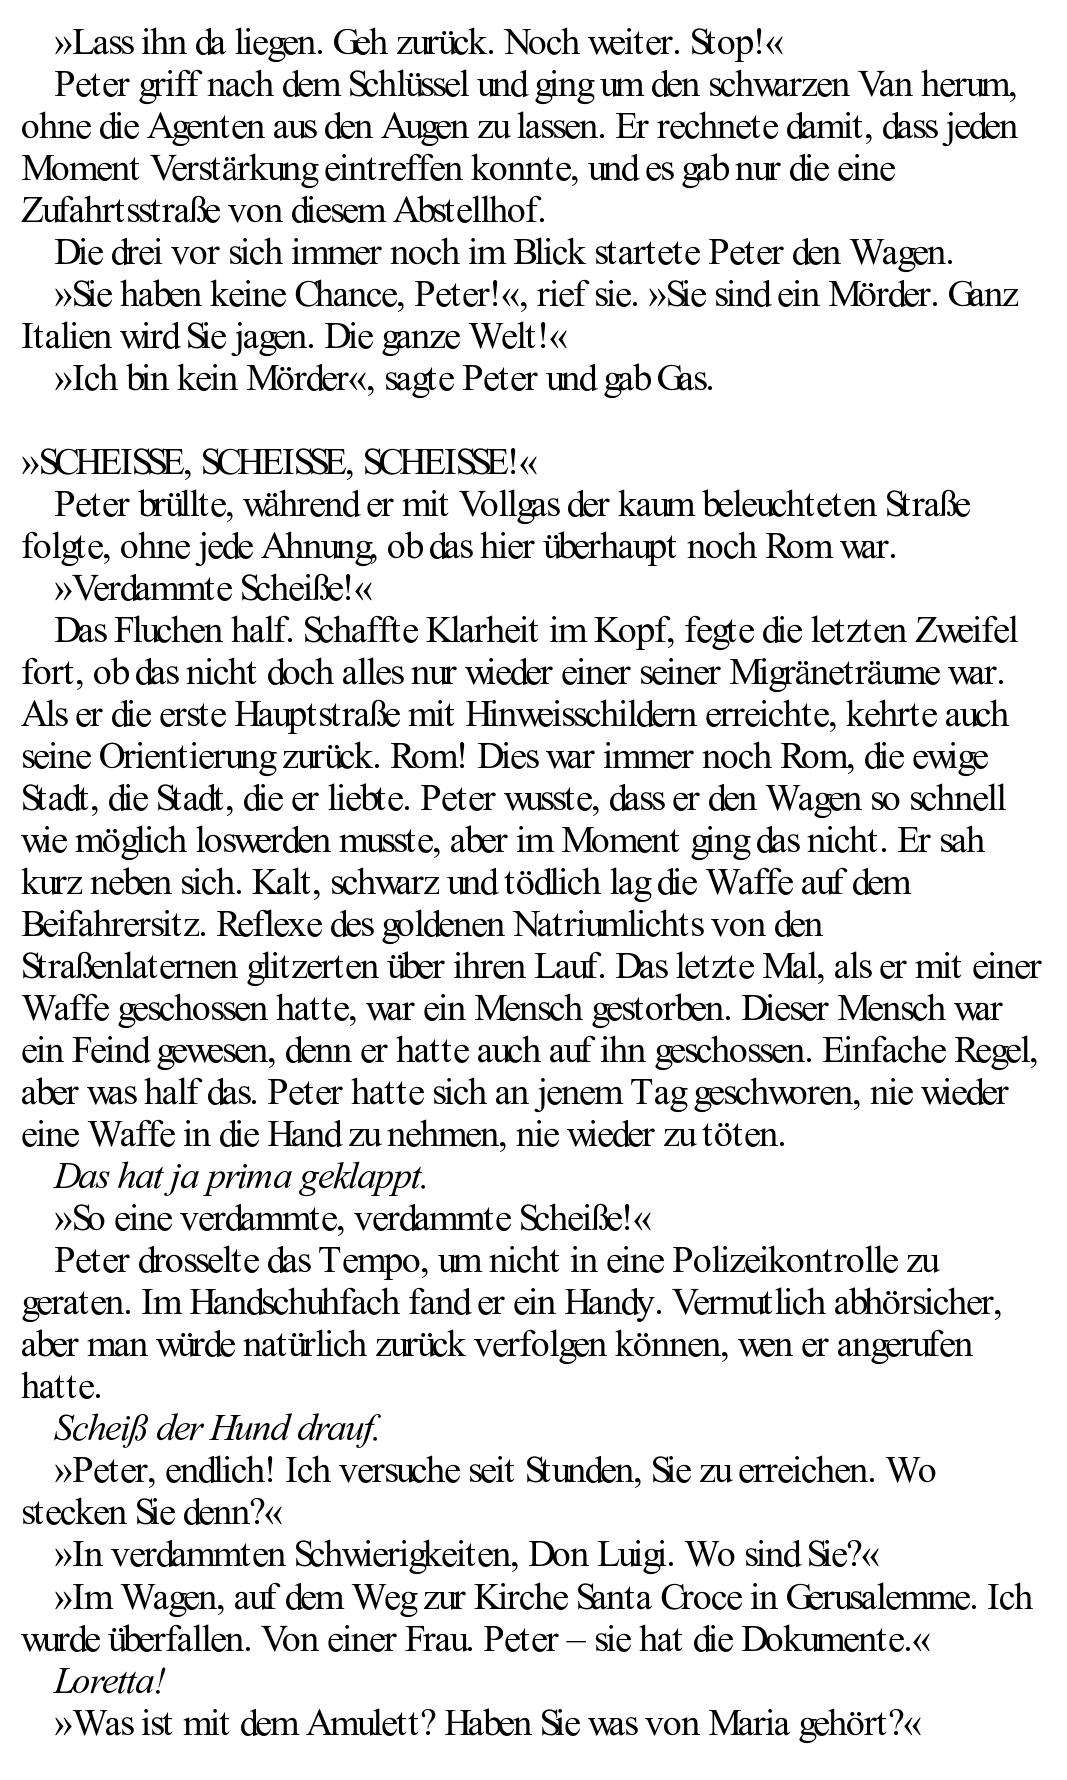 »Lass ihn da liegen. Geh zurück. Noch weiter. Stop!«
Peter griff nach dem Schlüssel und ging um den schwarzen Van herum,
ohne die Agenten aus den Augen zu lassen. Er rechnete damit, dass jeden
Moment Verstärkung eintreffen konnte, und es gab nur die eine
Zufahrtsstraße von diesem Abstellhof.
Die drei vor sich immer noch im Blick startete Peter den Wagen.
»Sie haben keine Chance, Peter!«, rief sie. »Sie sind ein Mörder. Ganz
Italien wird Sie jagen. Die ganze Welt!«
»Ich bin kein Mörder«, sagte Peter und gab Gas.

»SCHEISSE, SCHEISSE, SCHEISSE!«
Peter brüllte, während er mit Vollgas der kaum beleuchteten Straße
folgte, ohne jede Ahnung, ob das hier überhaupt noch Rom war.
»Verdammte Scheiße!«
Das Fluchen half. Schaffte Klarheit im Kopf, fegte die letzten Zweifel
fort, ob das nicht doch alles nur wieder einer seiner Migräneträume war.
Als er die erste Hauptstraße mit Hinweisschildern erreichte, kehrte auch
seine Orientierung zurück. Rom! Dies war immer noch Rom, die ewige
Stadt, die Stadt, die er liebte. Peter wusste, dass er den Wagen so schnell
wie möglich loswerden musste, aber im Moment ging das nicht. Er sah
kurz neben sich. Kalt, schwarz und tödlich lag die Waffe auf dem
Beifahrersitz. Reflexe des goldenen Natriumlichts von den
Straßenlaternen glitzerten über ihren Lauf. Das letzte Mal, als er mit einer
Waffe geschossen hatte, war ein Mensch gestorben. Dieser Mensch war
ein Feind gewesen, denn er hatte auch auf ihn geschossen. Einfache Regel,
aber was half das. Peter hatte sich an jenem Tag geschworen, nie wieder
eine Waffe in die Hand zu nehmen, nie wieder zu töten.
Das hat ja prima geklappt.
»So eine verdammte, verdammte Scheiße!«
Peter drosselte das Tempo, um nicht in eine Polizeikontrolle zu
geraten. Im Handschuhfach fand er ein Handy. Vermutlich abhörsicher,
aber man würde natürlich zurück verfolgen können, wen er angerufen
hatte.
Scheiß der Hund drauf.
»Peter, endlich! Ich versuche seit Stunden, Sie zu erreichen. Wo
stecken Sie denn?«
»In verdammten Schwierigkeiten, Don Luigi. Wo sind Sie?«
»Im Wagen, auf dem Weg zur Kirche Santa Croce in Gerusalemme. Ich
wurde überfallen. Von einer Frau. Peter – sie hat die Dokumente.«
Loretta!
»Was ist mit dem Amulett? Haben Sie was von Maria gehört?«